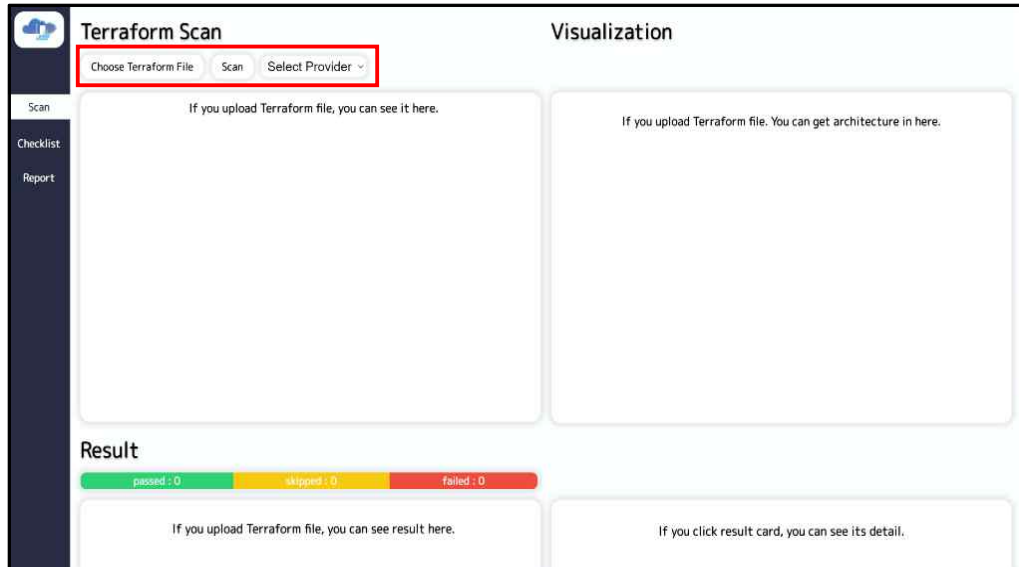 Terraform Scan
Visualization
Choose Terraform File
Scan
Select Provider
Scan
Checklist
Report
If you upload Terraform file, you can see it here.
If you upload Terraform file. You can get architecture in here.
Result
passed : 0
skipped : 0
failed : 0
If you upload Terraform file, you can see result here.
If you click result card, you can see its detail.